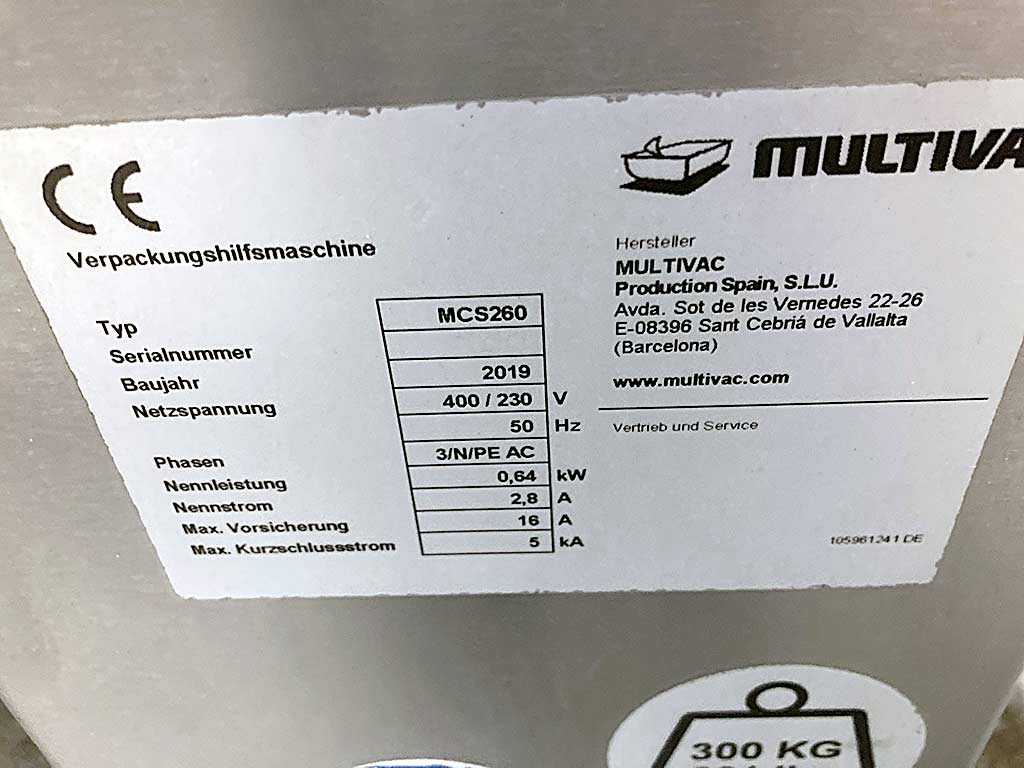 CE
Verpackungshilfsmaschine
Typ MCS260
Serialnummer
Baujahr 2019
Netzspannung 400 / 230 V
50 Hz
Phasen 3/N/PE AC
Nennleistung 0,64 kW
Nennstrom 2,8 A
Max. Vorsicherung 16 A
Max. Kurzschlussstrom 5 kA
MULTIVA
Hersteller
MULTIVAC
Production Spain, S.L.U.
Avda. Sot de les Vernedes 22-26
E-08396 Sant Cebriá de Vallalta
(Barcelona)
www.multivac.com
Vertrieb und Service
105961241 DE
300 KG